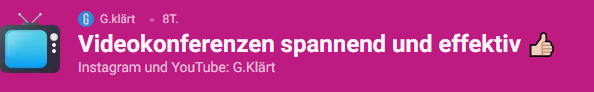 G G.klärt • 8T.
Videokonferenzen spannend und effektiv 👍🏻
Instagram und YouTube: G.Klärt